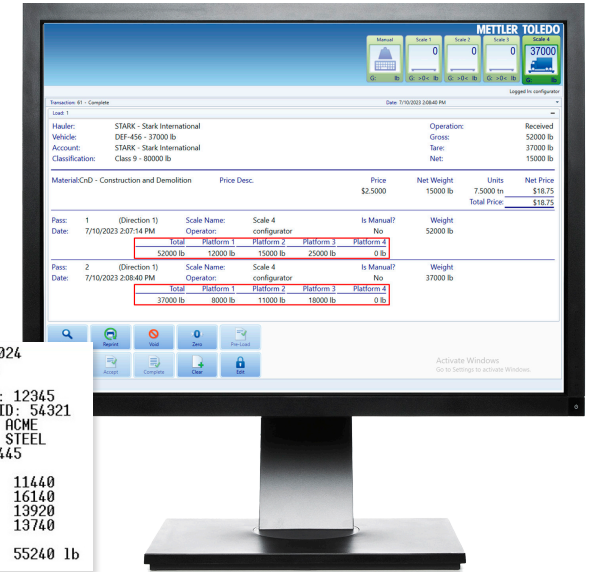 METTLER TOLEDO
Manual Scale 1 Scale 2 Scale 3 Scale 4
0 0 0 37000
G: lb G: >0< lb G: >0< lb G: >0< lb G: lb
Logged In: configurator
Transaction 61 - Complete Date: 7/10/2023 2:08:40 PM
Load: 1
Hauler: STARK - Stark International Operation: Received
Vehicle: DEF-456 - 37000 lb Gross: 52000 lb
Account: STARK - Stark International Tare: 37000 lb
Classification: Class 9 - 80000 lb Net: 15000 lb
Material:CnD - Construction and Demolition Price Desc. Price Net Weight Units Net Price
$2.5000 15000 lb 7.5000 tn $18.75
Total Price: $18.75
Pass: 1 (Direction 1) Scale Name: Scale 4 Is Manual? Weight
Date: 7/10/2023 2:07:14 PM Operator: configurator No 52000 lb
Total Platform 1 Platform 2 Platform 3 Platform 4
52000 lb 12000 lb 15000 lb 25000 lb 0 lb
Pass: 2 (Direction 1) Scale Name: Scale 4 Is Manual? Weight
Date: 7/10/2023 2:08:40 PM Operator: configurator No 37000 lb
Total Platform 1 Platform 2 Platform 3 Platform 4
37000 lb 8000 lb 11000 lb 18000 lb 0 lb
Reprint Void Zero Pre-Load
Accept Complete Clear Edit
Activate Windows
Go to Settings to activate Windows.
024
: 12345
ID: 54321
ACME
STEEL
445
11440
16140
13920
13740
55240 lb